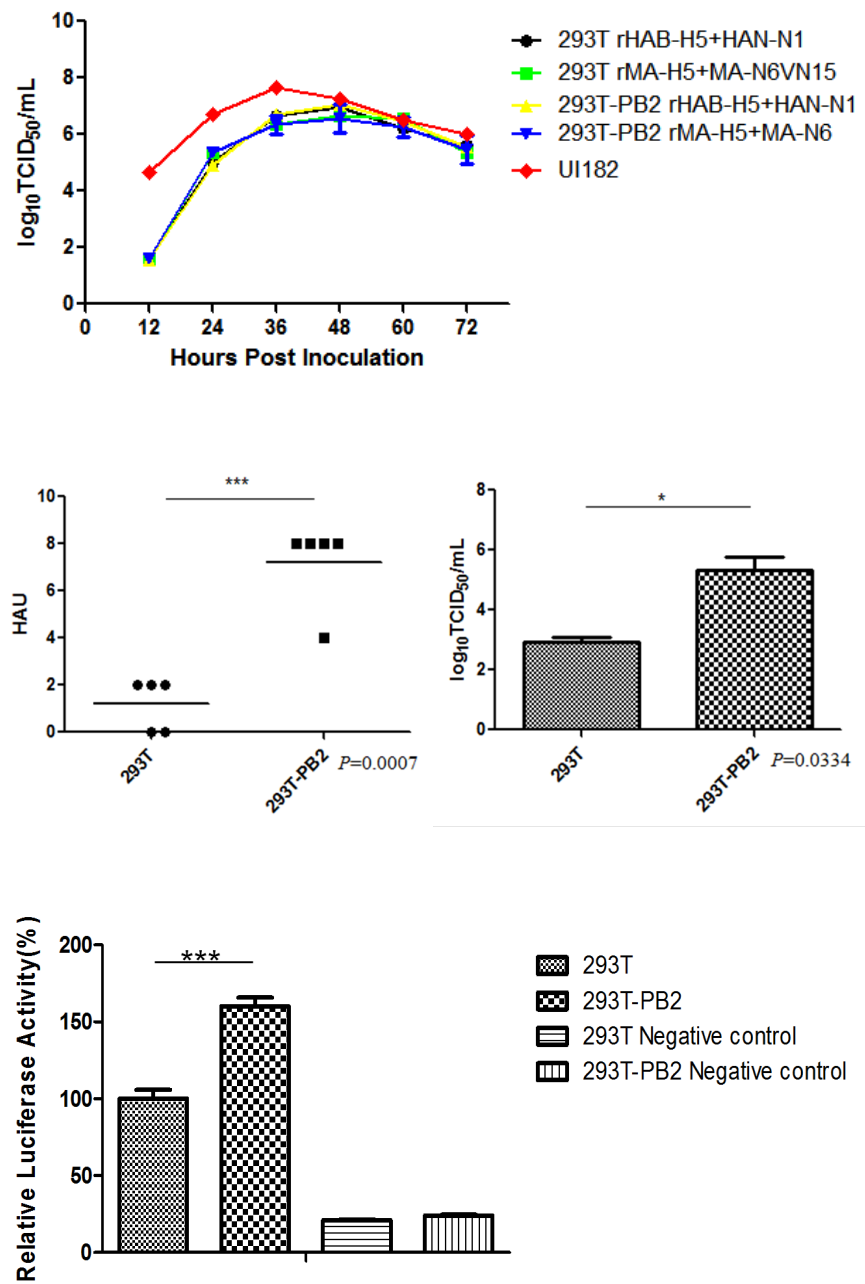 10
8
6
4
2
0
log10TCID50/mL
0 12 24 36 48 60 72
Hours Post Inoculation
293T rHAB-H5+HAN-N1
293T rMA-H5+MA-N6VN15
293T-PB2 rHAB-H5+HAN-N1
293T-PB2 rMA-H5+MA-N6
UI182
***
10
8
6
4
2
0
HAU
293T
293T-PB2
P=0.0007
*
8
6
4
2
0
log10TCID50/mL
293T
293T-PB2
P=0.0334
***
200
150
100
50
0
Relative Luciferase Activity(%)
293T
293T-PB2
293T Negative control
293T-PB2 Negative control